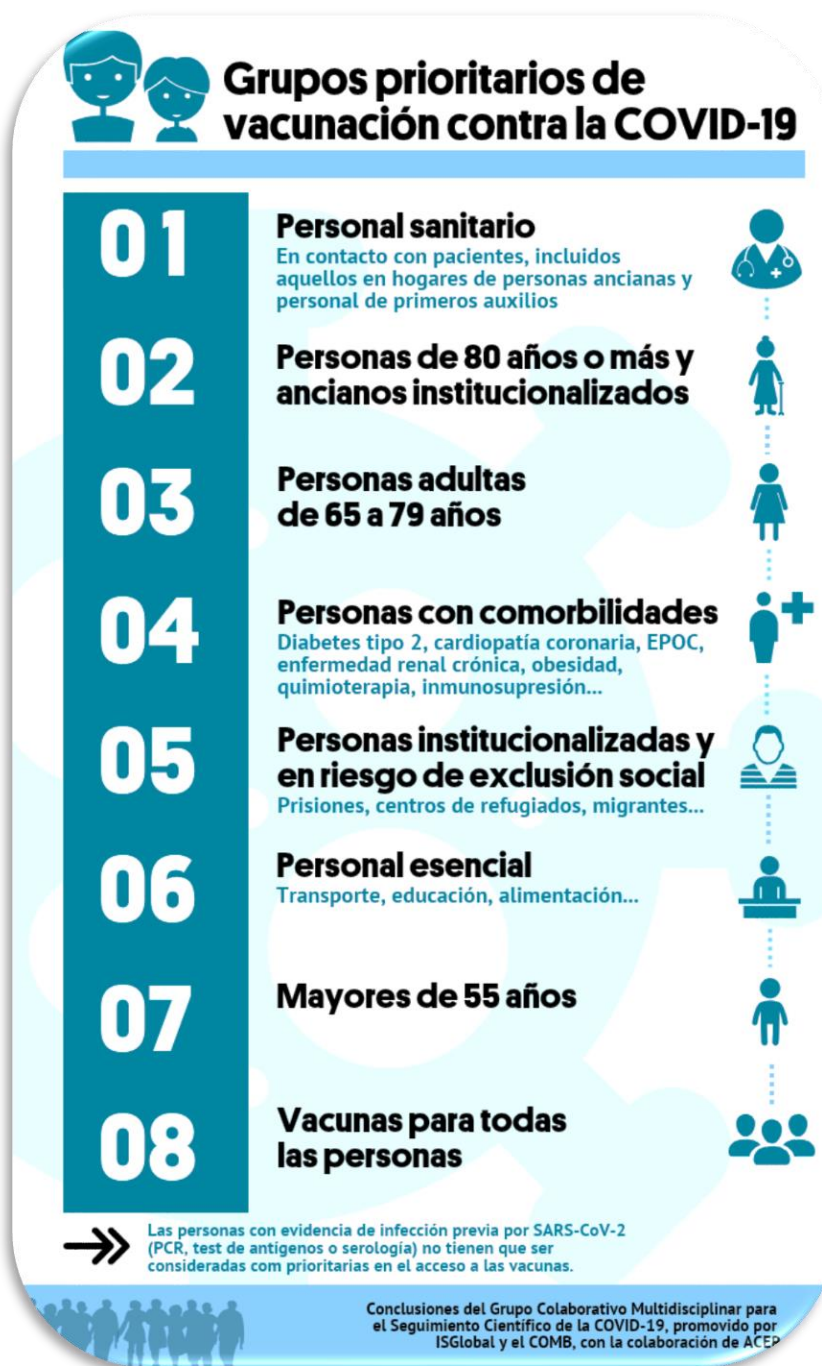 Grupos prioritarios de
vacunación contra la COVID-19
01
Personal sanitario
En contacto con pacientes, incluidos
aquellos en hogares de personas ancianas y
personal de primeros auxilios
02
Personas de 80 años o más y
ancianos institucionalizados
03
Personas adultas
de 65 a 79 años
04
Personas con comorbilidades
Diabetes tipo 2, cardiopatía coronaria, EPOC,
enfermedad renal crónica, obesidad,
quimioterapia, inmunosupresión...
05
Personas institucionalizadas y
en riesgo de exclusión social
Prisiones, centros de refugiados, migrantes...
06
Personal esencial
Transporte, educación, alimentación...
07
Mayores de 55 años
08
Vacunas para todas
las personas
Las personas con evidencia de infección previa por SARS-CoV-2
(PCR, test de antígenos o serología) no tienen que ser
consideradas com prioritarias en el acceso a las vacunas.
Conclusiones del Grupo Colaborativo Multidisciplinar para
el Seguimiento Científico de la COVID-19, promovido por
ISGlobal y el COMB, con la colaboración de ACEP